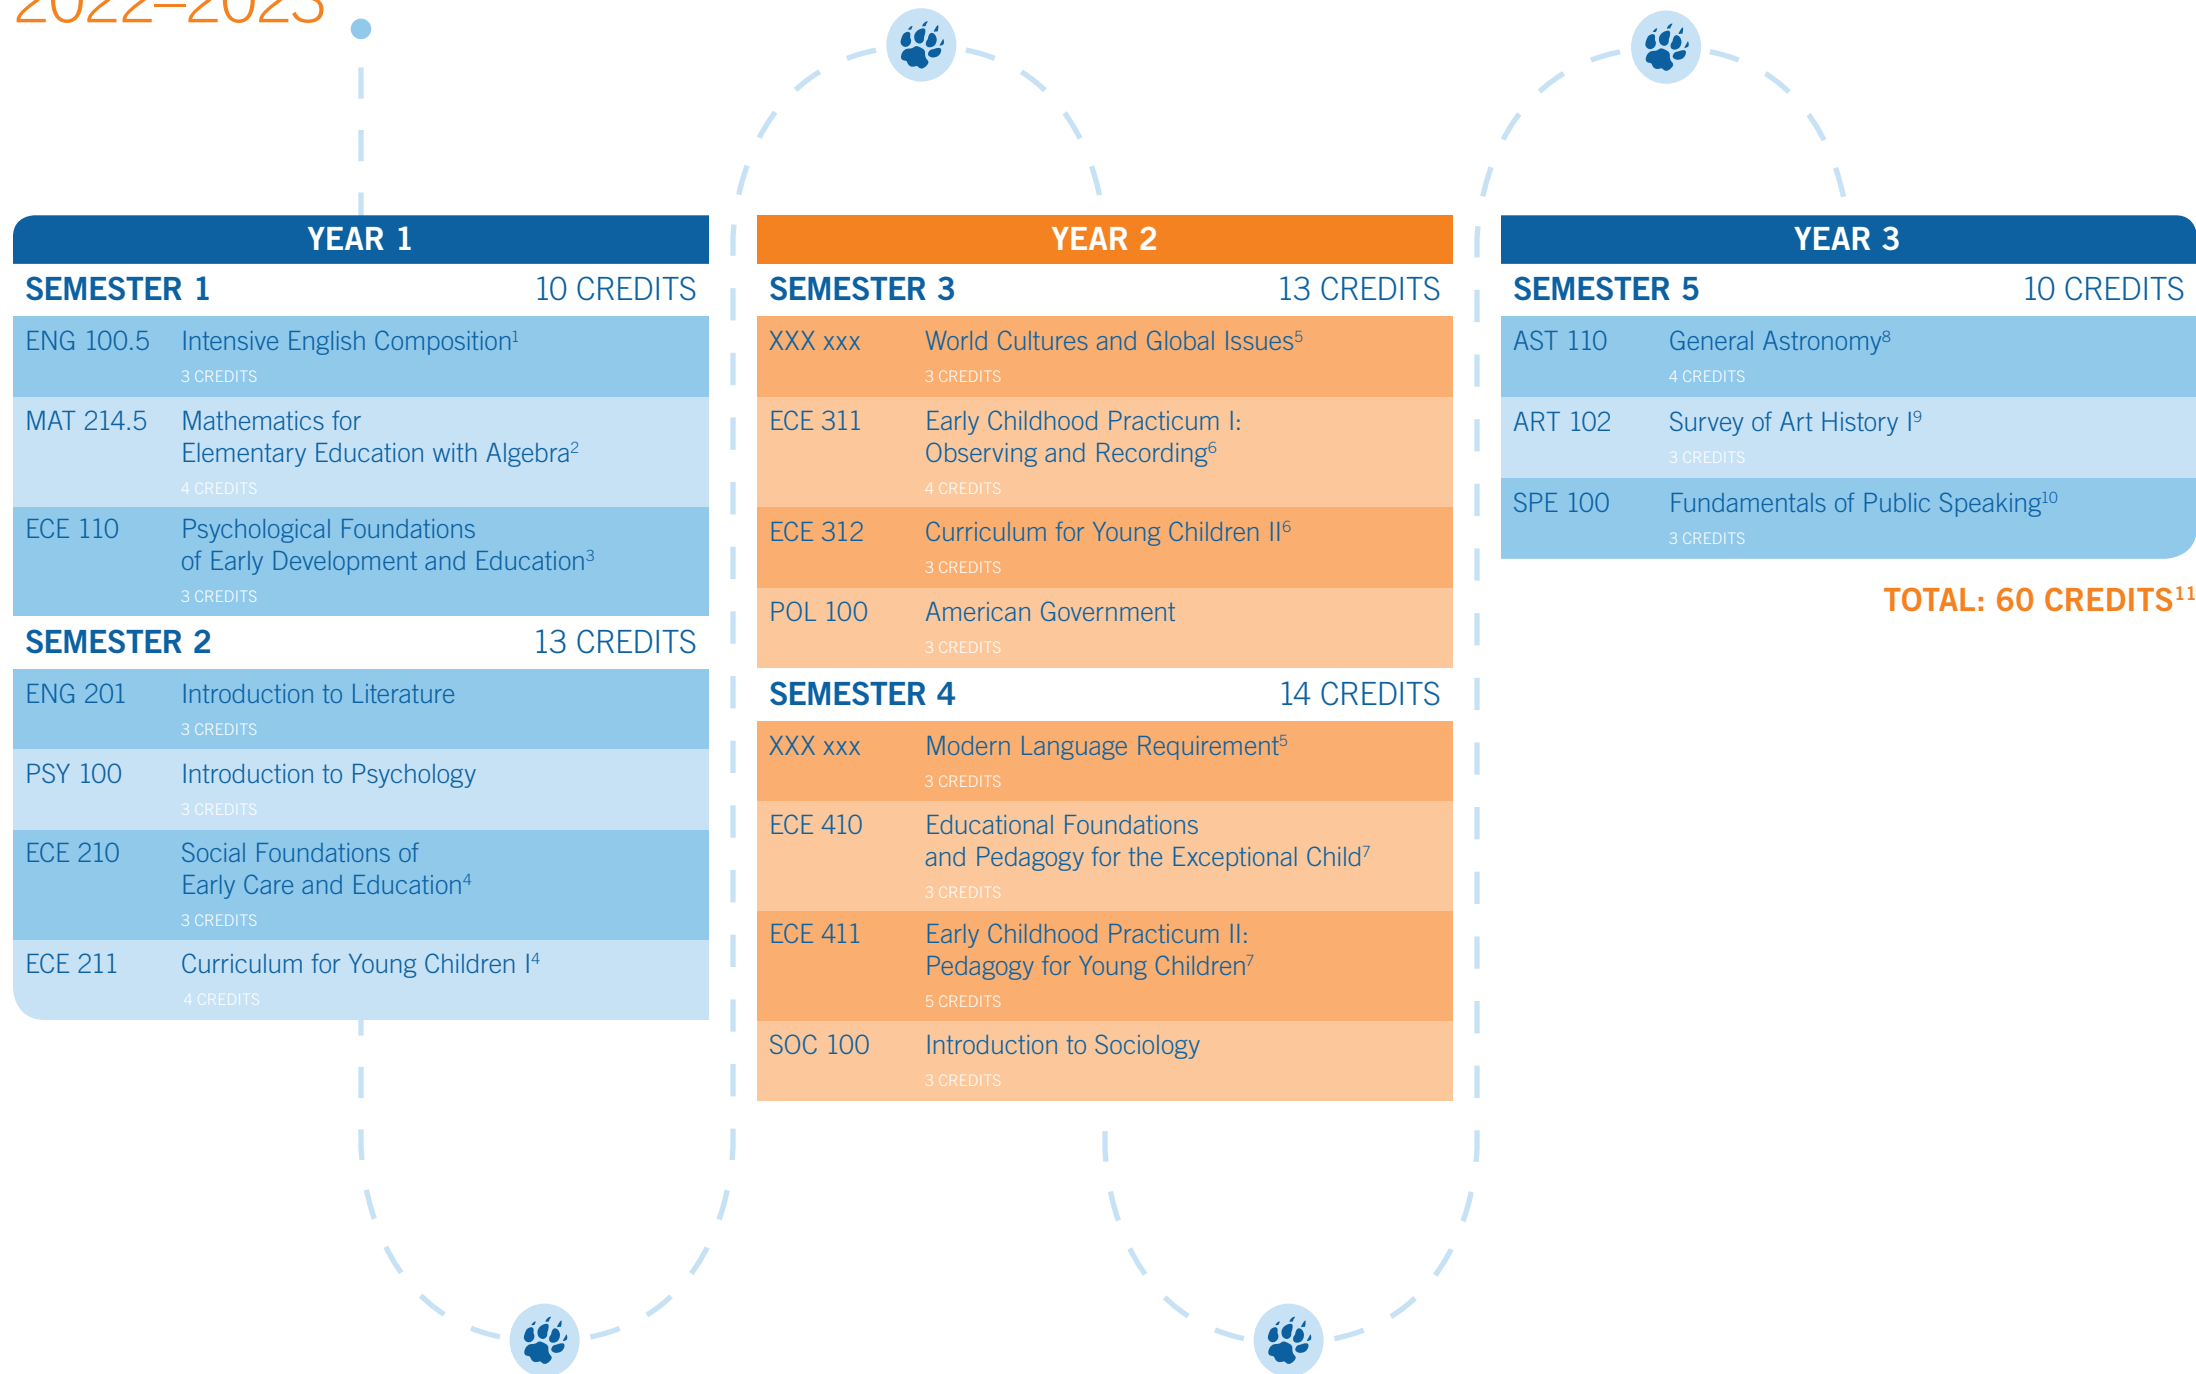 2022–2023
YEAR 1
SEMESTER 1 10 CREDITS
ENG 100.5 Intensive English Composition¹
3 CREDITS
MAT 214.5 Mathematics for
Elementary Education with Algebra²
4 CREDITS
ECE 110 Psychological Foundations
of Early Development and Education³
3 CREDITS
SEMESTER 2 13 CREDITS
ENG 201 Introduction to Literature
3 CREDITS
PSY 100 Introduction to Psychology
3 CREDITS
ECE 210 Social Foundations of
Early Care and Education⁴
3 CREDITS
ECE 211 Curriculum for Young Children I⁴
4 CREDITS
YEAR 2
SEMESTER 3 13 CREDITS
XXX xxx World Cultures and Global Issues⁵
3 CREDITS
ECE 311 Early Childhood Practicum I:
Observing and Recording⁶
4 CREDITS
ECE 312 Curriculum for Young Children II⁶
3 CREDITS
POL 100 American Government
3 CREDITS
SEMESTER 4 14 CREDITS
XXX xxx Modern Language Requirement⁵
3 CREDITS
ECE 410 Educational Foundations
and Pedagogy for the Exceptional Child⁷
3 CREDITS
ECE 411 Early Childhood Practicum II:
Pedagogy for Young Children⁷
5 CREDITS
SOC 100 Introduction to Sociology
3 CREDITS
YEAR 3
SEMESTER 5 10 CREDITS
AST 110 General Astronomy⁸
4 CREDITS
ART 102 Survey of Art History I⁹
3 CREDITS
SPE 100 Fundamentals of Public Speaking¹⁰
3 CREDITS
TOTAL: 60 CREDITS¹¹